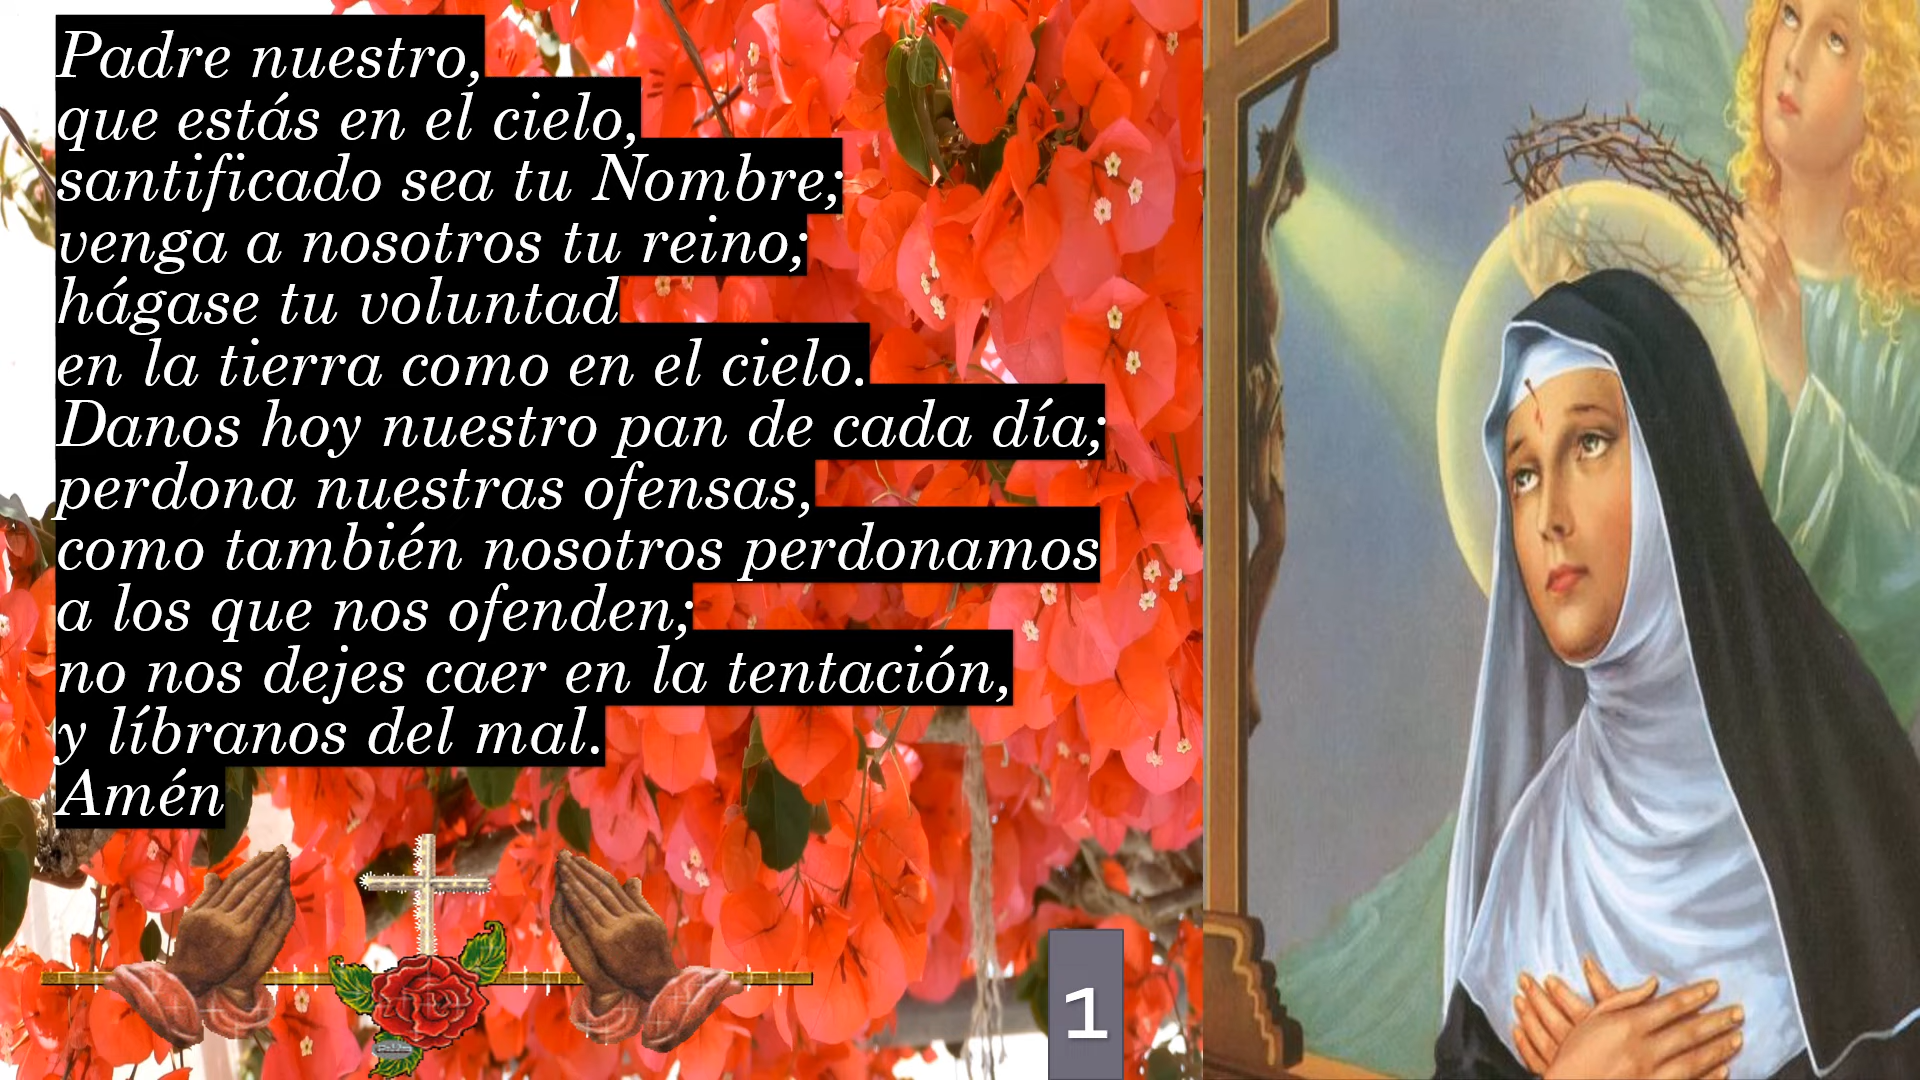 Padre nuestro,
que estás en el cielo,
santificado sea tu Nombre;
venga a nosotros tu reino;
hágase tu voluntad
en la tierra como en el cielo.
Danos hoy nuestro pan de cada día;
perdona nuestras ofensas,
como también nosotros perdonamos
a los que nos ofenden;
no nos dejes caer en la tentación,
y líbranos del mal.
Amén
1